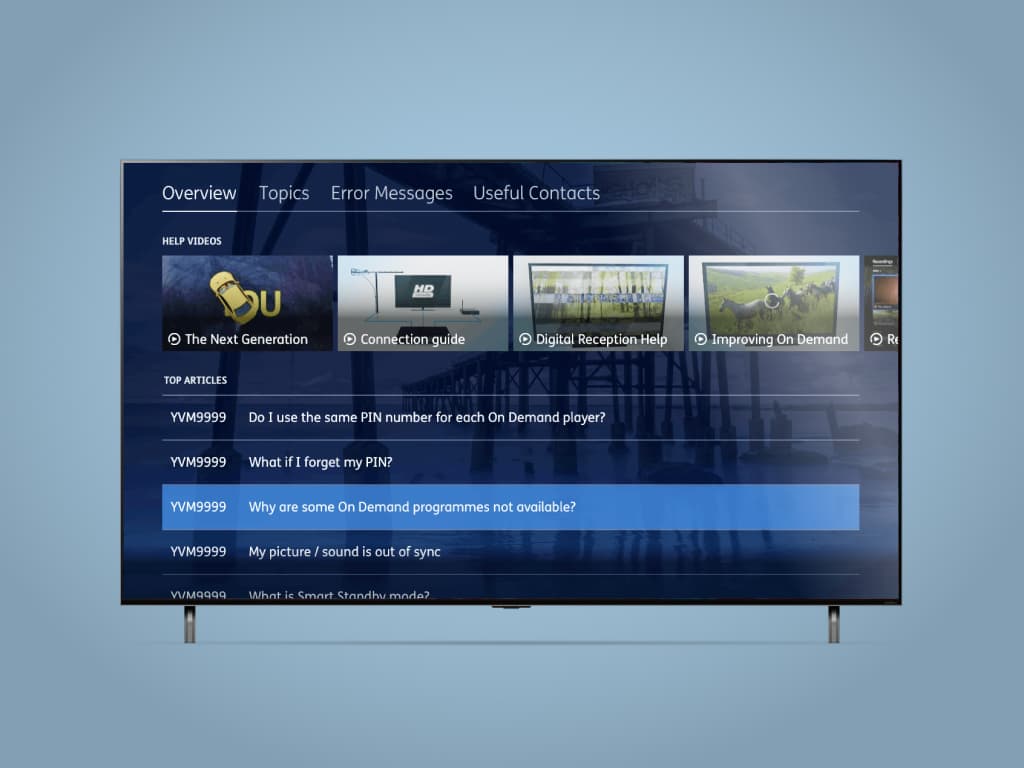 Overview Topics Error Messages Useful Contacts
HELP VIDEOS
OU
HD
The Next Generation
Connection guide
Digital Reception Help
Improving On Demand
Recordings
TOP ARTICLES
YVM9999 Do I use the same PIN number for each On Demand player?
YVM9999 What if I forget my PIN?
YVM9999 Why are some On Demand programmes not available?
YVM9999 My picture / sound is out of sync
YVM9999 What is Smart Standby mode?